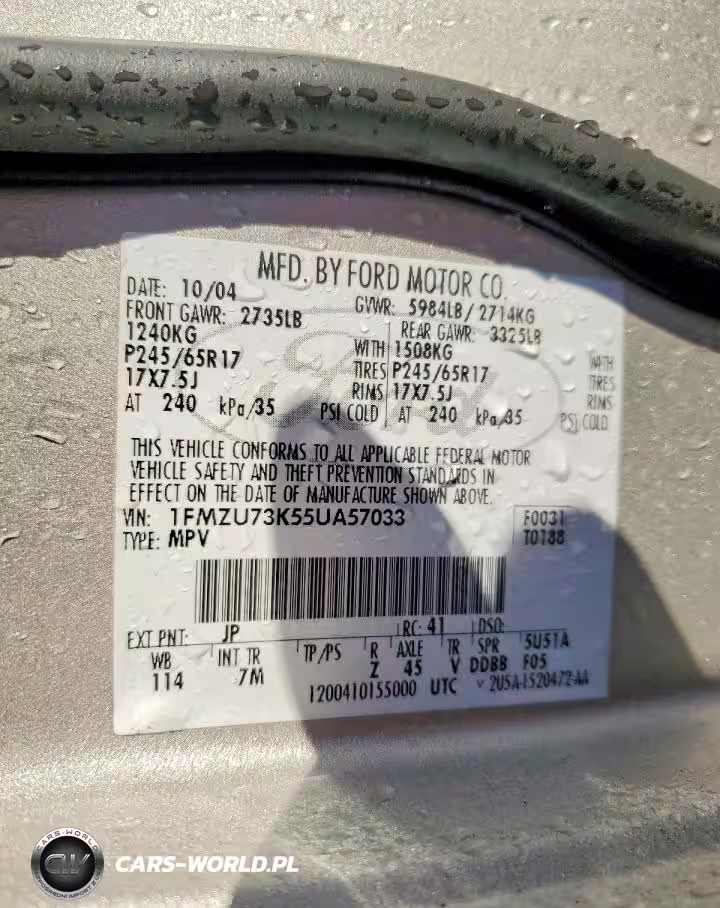 MFD. BY FORD MOTOR CO.
DATE: 10/04 GVWR: 5984LB/2714KG
FRONT GAWR: 2735LB REAR GAWR: 3325LB
1240KG WITH 1508KG WITH
P245/65R17 TIRES P245/65R17 TIRES
17X7.5J RIMS 17X7.5J RIMS
AT 240 kPa/35 PSI COLD AT 240 kPa/35 PSI COLD
THIS VEHICLE CONFORMS TO ALL APPLICABLE FEDERAL MOTOR
VEHICLE SAFETY AND THEFT PREVENTION STANDARDS IN
EFFECT ON THE DATE OF MANUFACTURE SHOWN ABOVE.
VIN: 1FMZU73K55UA57033 F0031
TYPE: MPV T0188
EXT PNT: JP RC: 41 DSO:
WB INT TR TP/PS R AXLE TR SPR 5U51A
114 7M Z 45 V DDBB F05
1200410155000 UTC V 2U5A-1520472-AA
Ford
CARS-WORLD
CW
CARS-WORLD.PL